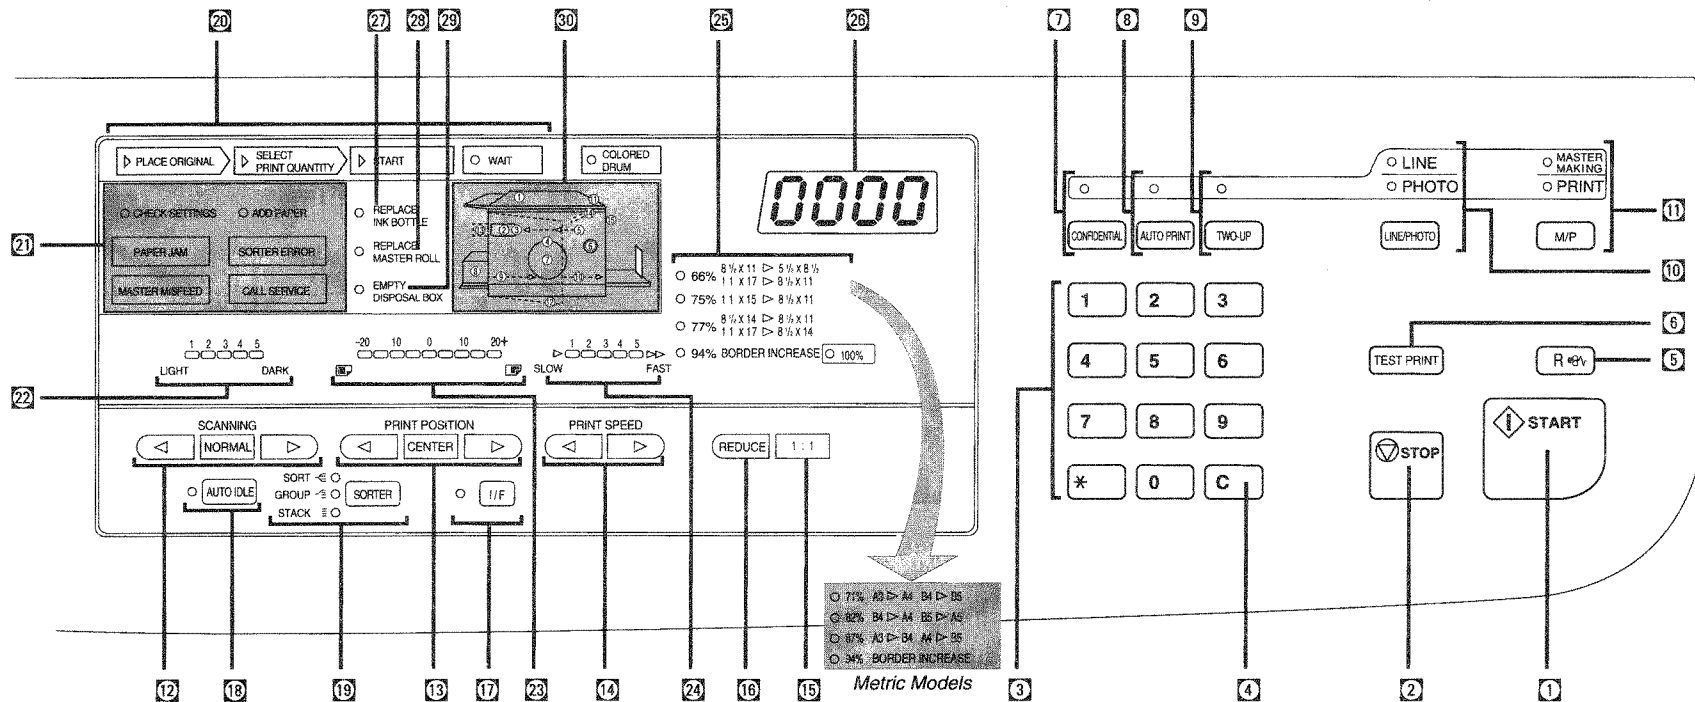 20 27 28 29 30 25 26 7 8 9
PLACE ORIGINAL
SELECT
PRINT QUANTITY
START
WAIT
COLORED
DRUM
CHECK SETTINGS
ADD PAPER
PAPER JAM
SORTER ERROR
MASTER MISFEED
CALL SERVICE
REPLACE
INK BOTTLE
REPLACE
MASTER ROLL
EMPTY
DISPOSAL BOX
21
0000
66% 8 ½ X 11 ▷ 5 ½ X 8 ½
11 X 17 ▷ 8 ½ X 11
75% 11 X 15 ▷ 8 ½ X 11
77% 8 ½ X 14 ▷ 8 ½ X 11
11 X 17 ▷ 8 ½ X 14
94% BORDER INCREASE
100%
1 2 3 4 5
LIGHT DARK
-20 10 0 10 20+
▷ 1 2 3 4 5 ▷▷
SLOW FAST
22
SCANNING
◁ NORMAL ▷
PRINT POSITION
◁ CENTER ▷
PRINT SPEED
◁ ▷
REDUCE
1 : 1
AUTO IDLE
SORT
GROUP
STACK
SORTER
I/F
CONFIDENTIAL
AUTO PRINT
TWO-UP
LINE
PHOTO
LINE/PHOTO
MASTER
MAKING
PRINT
M/P
11
10
1 2 3
4 5 6
7 8 9
* 0 C
TEST PRINT
6
R
5
3
STOP
START
71% A3 ▷ A4 B4 ▷ B5
82% B4 ▷ A4 B5 ▷ A5
87% A3 ▷ B4 A4 ▷ B5
94% BORDER INCREASE
Metric Models
12 18 19 13 17 23 14 24 16 15 3 4 2 1